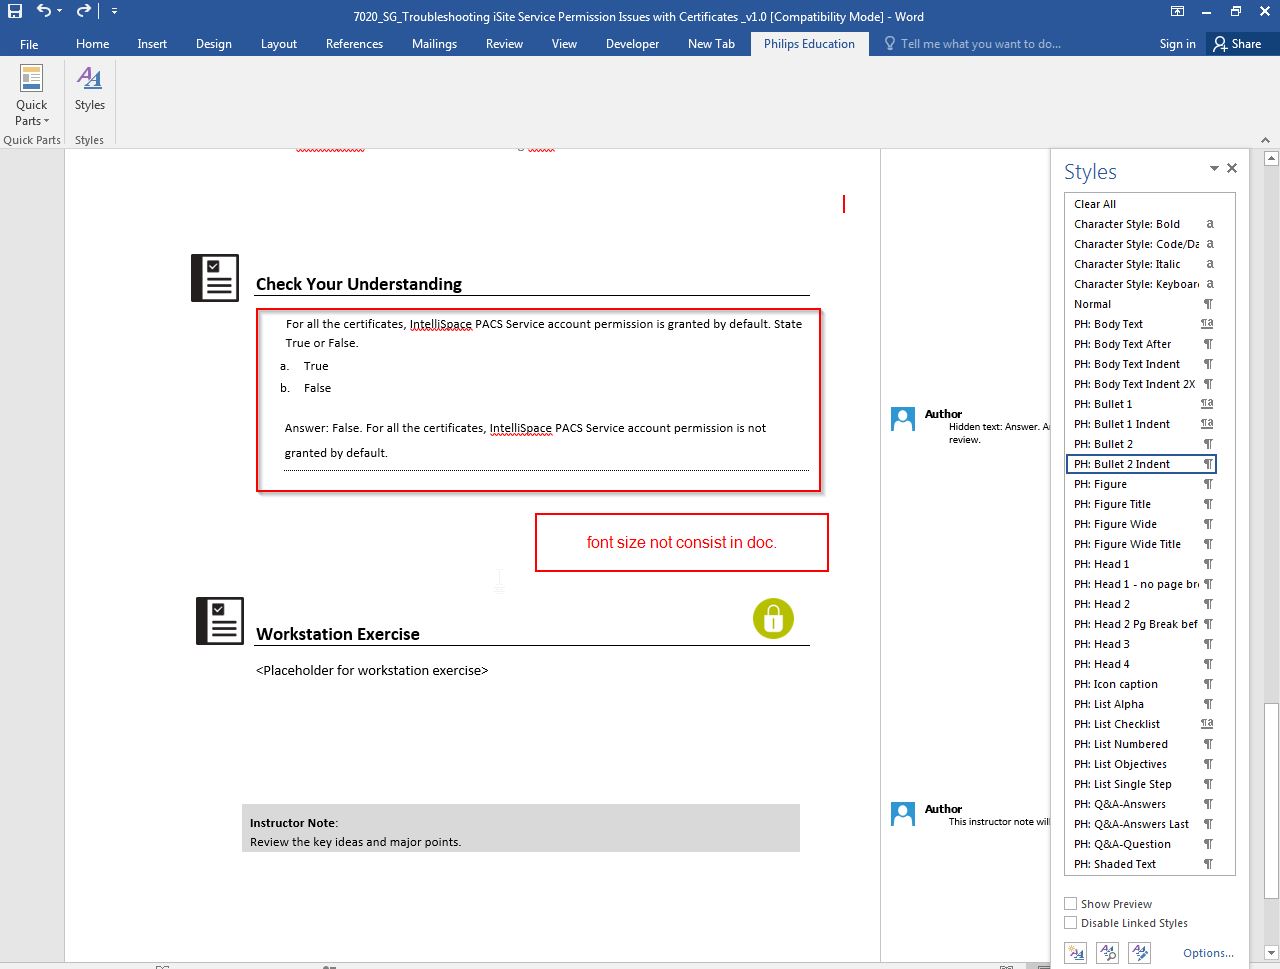 7020_SG_Troubleshooting iSite Service Permission Issues with Certificates _v1.0 [Compatibility Mode] - Word
File Home Insert Design Layout References Mailings Review View Developer New Tab Philips Education Tell me what you want to do... Sign in Share
Quick Parts
Styles
Quick Parts
Styles
Check Your Understanding
For all the certificates, IntelliSpace PACS Service account permission is granted by default. State
True or False.
a. True
b. False
Answer: False. For all the certificates, IntelliSpace PACS Service account permission is not
granted by default.
font size not consist in doc.
Workstation Exercise
<Placeholder for workstation exercise>
Instructor Note:
Review the key ideas and major points.
Author
Hidden text: Answer. A
review.
Author
This instructor note will
Styles
Clear All
Character Style: Bold a
Character Style: Code/Da a
Character Style: Italic a
Character Style: Keyboar a
Normal ¶
PH: Body Text ¶a
PH: Body Text After ¶
PH: Body Text Indent ¶
PH: Body Text Indent 2X ¶
PH: Bullet 1 ¶a
PH: Bullet 1 Indent ¶a
PH: Bullet 2 ¶
PH: Bullet 2 Indent ¶
PH: Figure ¶
PH: Figure Title ¶
PH: Figure Wide ¶
PH: Figure Wide Title ¶
PH: Head 1 ¶
PH: Head 1 - no page bre ¶
PH: Head 2 ¶
PH: Head 2 Pg Break bef ¶
PH: Head 3 ¶
PH: Head 4 ¶
PH: Icon caption ¶
PH: List Alpha ¶
PH: List Checklist ¶a
PH: List Numbered ¶
PH: List Objectives ¶
PH: List Single Step ¶
PH: Q&A-Answers ¶
PH: Q&A-Answers Last ¶
PH: Q&A-Question ¶
PH: Shaded Text ¶
Show Preview
Disable Linked Styles
Options...